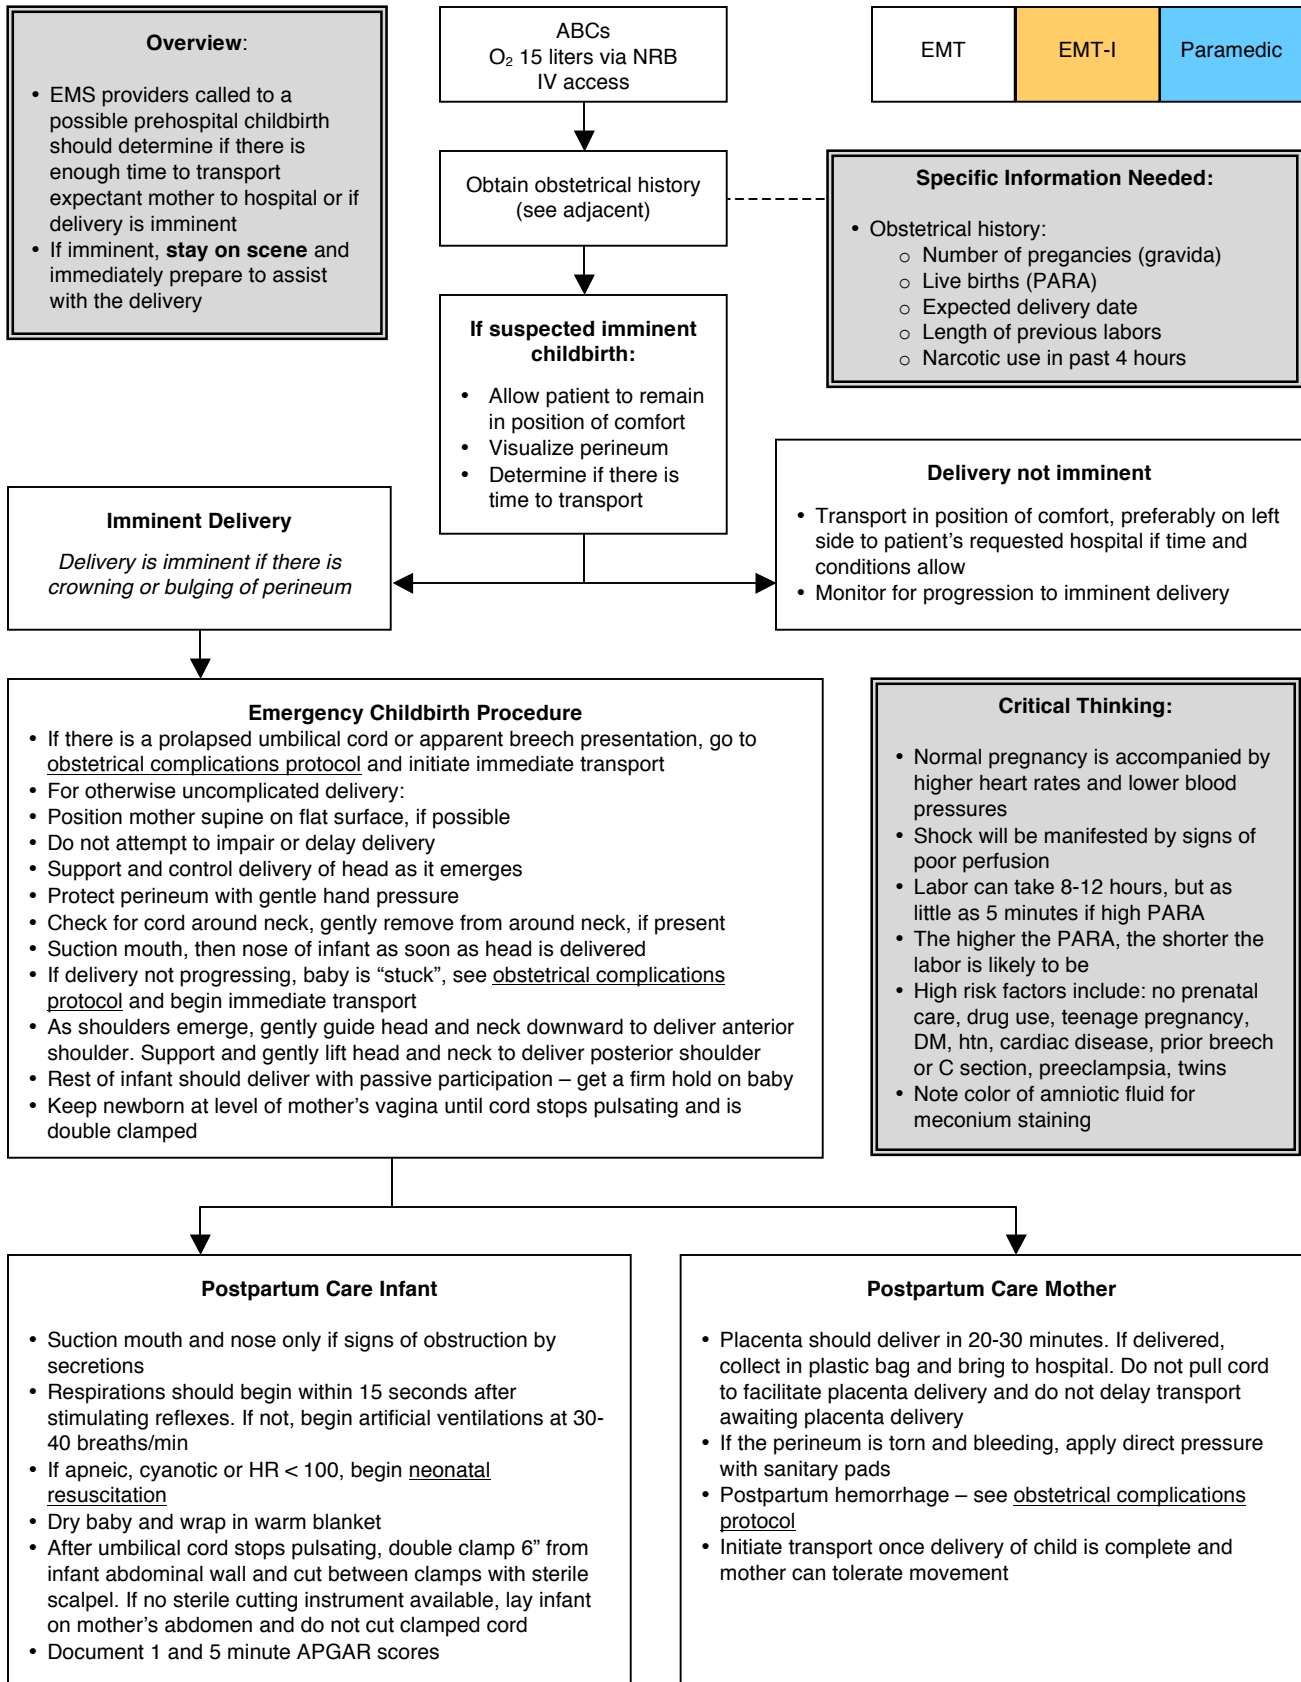 Overview:
• EMS providers called to a
possible prehospital childbirth
should determine if there is
enough time to transport
expectant mother to hospital or if
delivery is imminent
• If imminent, stay on scene and
immediately prepare to assist
with the delivery
ABCs
O₂ 15 liters via NRB
IV access
EMT
EMT-I
Paramedic
Obtain obstetrical history
(see adjacent)
Specific Information Needed:
• Obstetrical history:
o Number of pregancies (gravida)
o Live births (PARA)
o Expected delivery date
o Length of previous labors
o Narcotic use in past 4 hours
If suspected imminent
childbirth:
• Allow patient to remain
in position of comfort
• Visualize perineum
• Determine if there is
time to transport
Imminent Delivery
Delivery is imminent if there is
crowning or bulging of perineum
Delivery not imminent
• Transport in position of comfort, preferably on left
side to patient’s requested hospital if time and
conditions allow
• Monitor for progression to imminent delivery
Emergency Childbirth Procedure
• If there is a prolapsed umbilical cord or apparent breech presentation, go to
obstetrical complications protocol and initiate immediate transport
• For otherwise uncomplicated delivery:
• Position mother supine on flat surface, if possible
• Do not attempt to impair or delay delivery
• Support and control delivery of head as it emerges
• Protect perineum with gentle hand pressure
• Check for cord around neck, gently remove from around neck, if present
• Suction mouth, then nose of infant as soon as head is delivered
• If delivery not progressing, baby is “stuck”, see obstetrical complications
protocol and begin immediate transport
• As shoulders emerge, gently guide head and neck downward to deliver anterior
shoulder. Support and gently lift head and neck to deliver posterior shoulder
• Rest of infant should deliver with passive participation – get a firm hold on baby
• Keep newborn at level of mother’s vagina until cord stops pulsating and is
double clamped
Critical Thinking:
• Normal pregnancy is accompanied by
higher heart rates and lower blood
pressures
• Shock will be manifested by signs of
poor perfusion
• Labor can take 8-12 hours, but as
little as 5 minutes if high PARA
• The higher the PARA, the shorter the
labor is likely to be
• High risk factors include: no prenatal
care, drug use, teenage pregnancy,
DM, htn, cardiac disease, prior breech
or C section, preeclampsia, twins
• Note color of amniotic fluid for
meconium staining
Postpartum Care Infant
• Suction mouth and nose only if signs of obstruction by
secretions
• Respirations should begin within 15 seconds after
stimulating reflexes. If not, begin artificial ventilations at 30-
40 breaths/min
• If apneic, cyanotic or HR < 100, begin neonatal
resuscitation
• Dry baby and wrap in warm blanket
• After umbilical cord stops pulsating, double clamp 6” from
infant abdominal wall and cut between clamps with sterile
scalpel. If no sterile cutting instrument available, lay infant
on mother’s abdomen and do not cut clamped cord
• Document 1 and 5 minute APGAR scores
Postpartum Care Mother
• Placenta should deliver in 20-30 minutes. If delivered,
collect in plastic bag and bring to hospital. Do not pull cord
to facilitate placenta delivery and do not delay transport
awaiting placenta delivery
• If the perineum is torn and bleeding, apply direct pressure
with sanitary pads
• Postpartum hemorrhage – see obstetrical complications
protocol
• Initiate transport once delivery of child is complete and
mother can tolerate movement